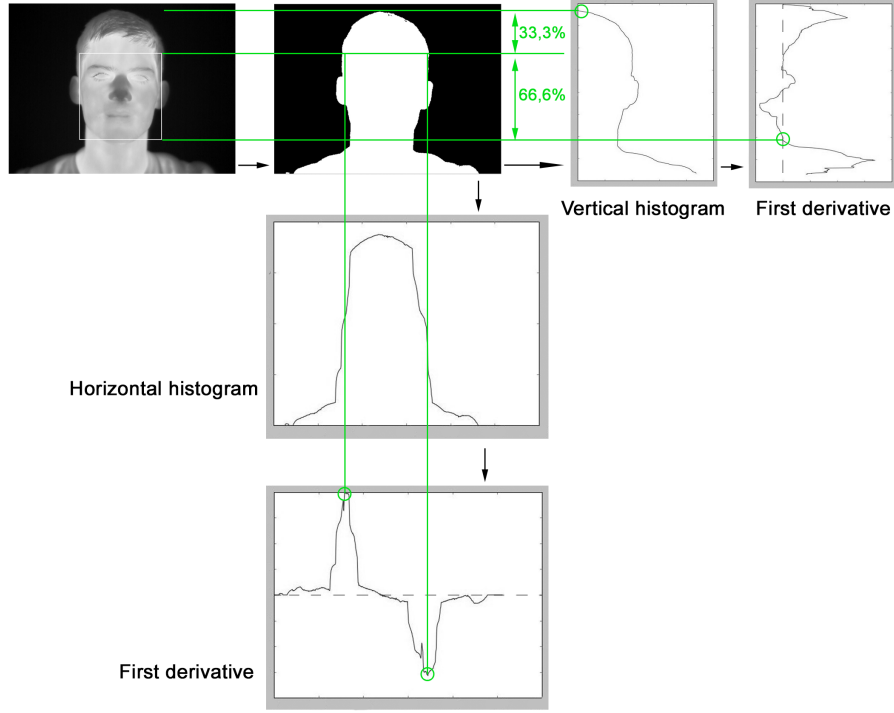 33,3%
66,6%
Vertical histogram
First derivative
Horizontal histogram
First derivative